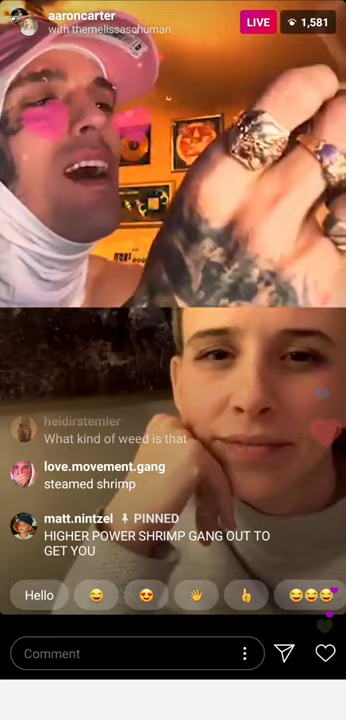 aaroncarter
with themelissaschuman
LIVE
1,581
heidirstemler
What kind of weed is that
love.movement.gang
steamed shrimp
matt.nintzel PINNED
HIGHER POWER SHRIMP GANG OUT TO
GET YOU
Hello
Comment